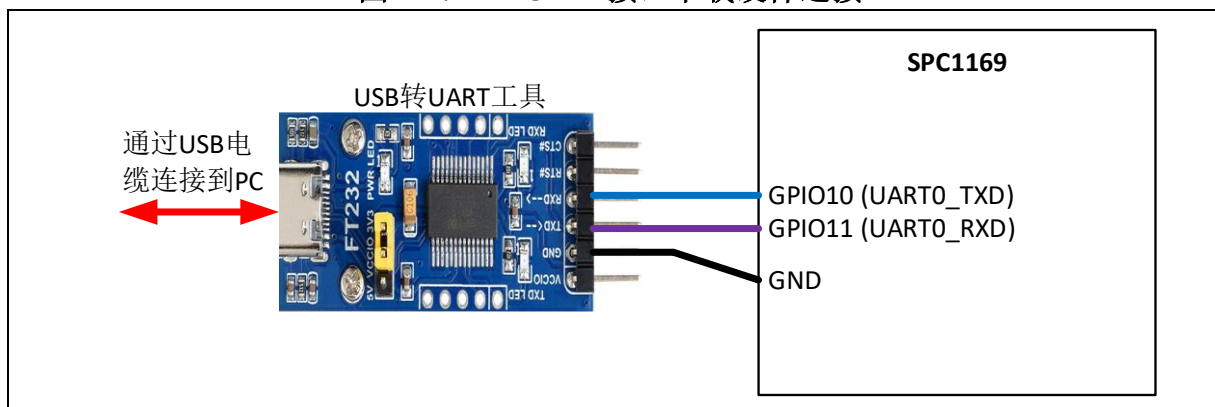 SPC1169
USB转UART工具
通过USB电
缆连接到PC
FT232
PWR LED
5V VCCIO 3V3
C106
RXD LED
CTS#
RTS#
RXD-->
TXD<--
GND
VCCIO
TXD LED
GPIO10 (UART0_TXD)
GPIO11 (UART0_RXD)
GND